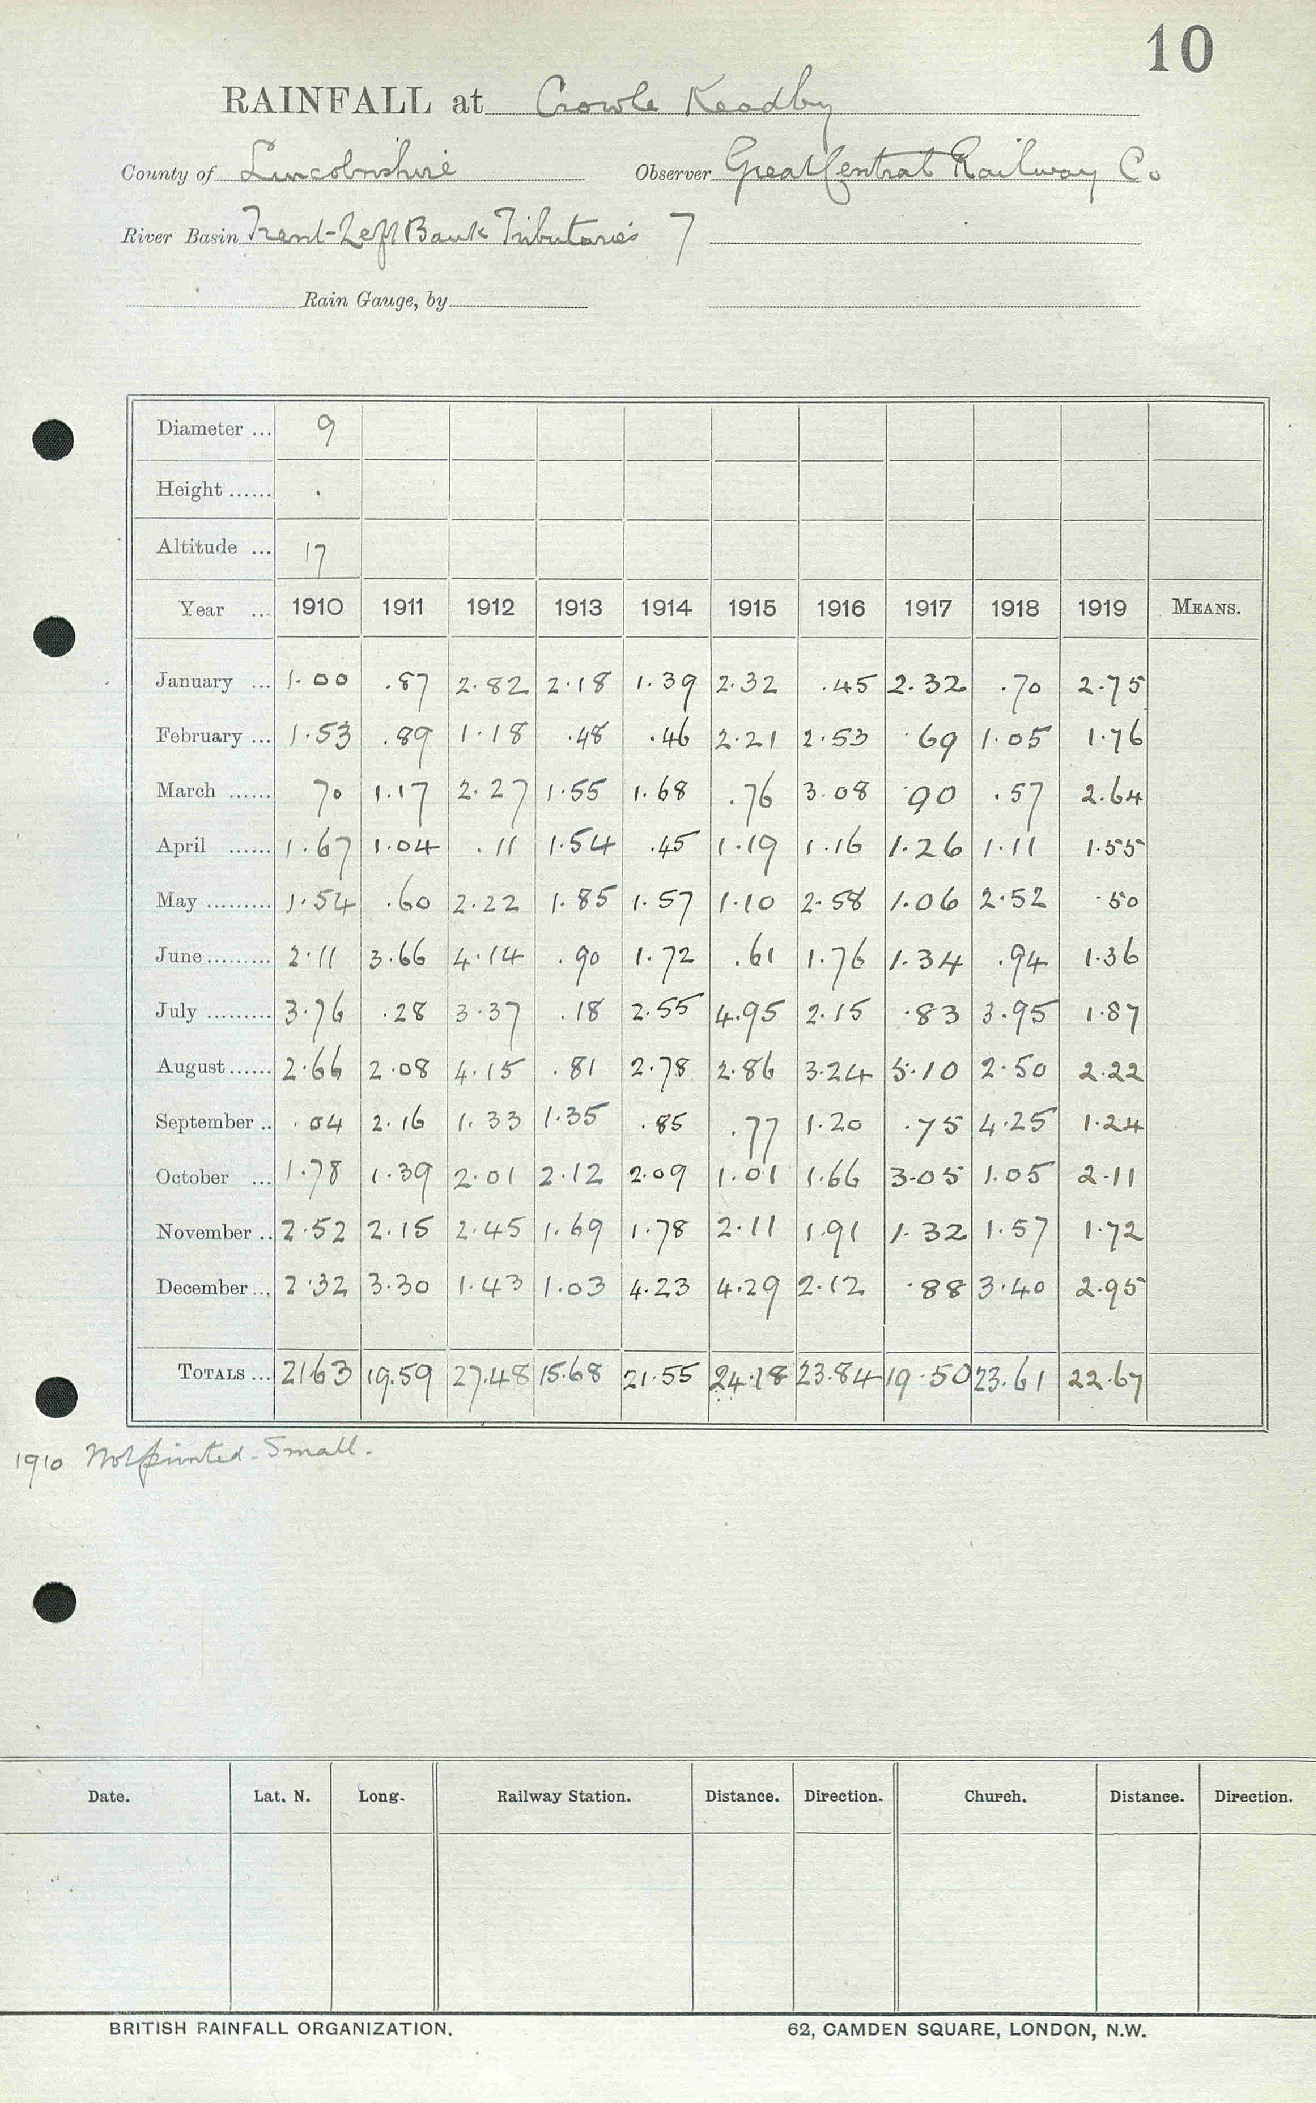 10
RAINFALL at Crowle Keadby
County of Lincolnshire Observer Great Central Railway Co
River Basin Trent-Left Bank Tributaries 7
Rain Gauge, by
Diameter ... 9
Height ...... .
Altitude ... 17
Year ... 1910 1911 1912 1913 1914 1915 1916 1917 1918 1919 MEANS.
January ... 1.00 .87 2.82 2.18 1.39 2.32 .45 2.32 .70 2.75
February ... 1.53 .89 1.18 .48 .46 2.21 2.53 .69 1.05 1.76
March ...... 70 1.17 2.27 1.55 1.68 .76 3.08 .90 .57 2.64
April ...... 1.67 1.04 .11 1.54 .45 1.19 1.16 1.26 1.11 1.55
May ......... 1.54 .60 2.22 1.85 1.57 1.10 2.58 1.06 2.52 .50
June ......... 2.11 3.66 4.14 .90 1.72 .61 1.76 1.34 .94 1.36
July ......... 3.76 .28 3.37 .18 2.55 4.95 2.15 .83 3.95 1.87
August ...... 2.66 2.08 4.15 .81 2.78 2.86 3.24 5.10 2.50 2.22
September .. .04 2.16 1.33 1.35 .85 .77 1.20 .75 4.25 1.24
October ... 1.78 1.39 2.01 2.12 2.09 1.01 1.66 3.05 1.05 2.11
November .. 2.52 2.15 2.45 1.69 1.78 2.11 1.91 1.32 1.57 1.72
December ... 2.32 3.30 1.43 1.03 4.23 4.29 2.12 .88 3.40 2.95
TOTALS ... 21.63 19.59 27.48 15.68 21.55 24.18 23.84 19.50 23.61 22.67
1910 Not printed - Small.
Date. Lat. N. Long. Railway Station. Distance. Direction. Church. Distance. Direction.
BRITISH RAINFALL ORGANIZATION. 62, CAMDEN SQUARE, LONDON, N.W.